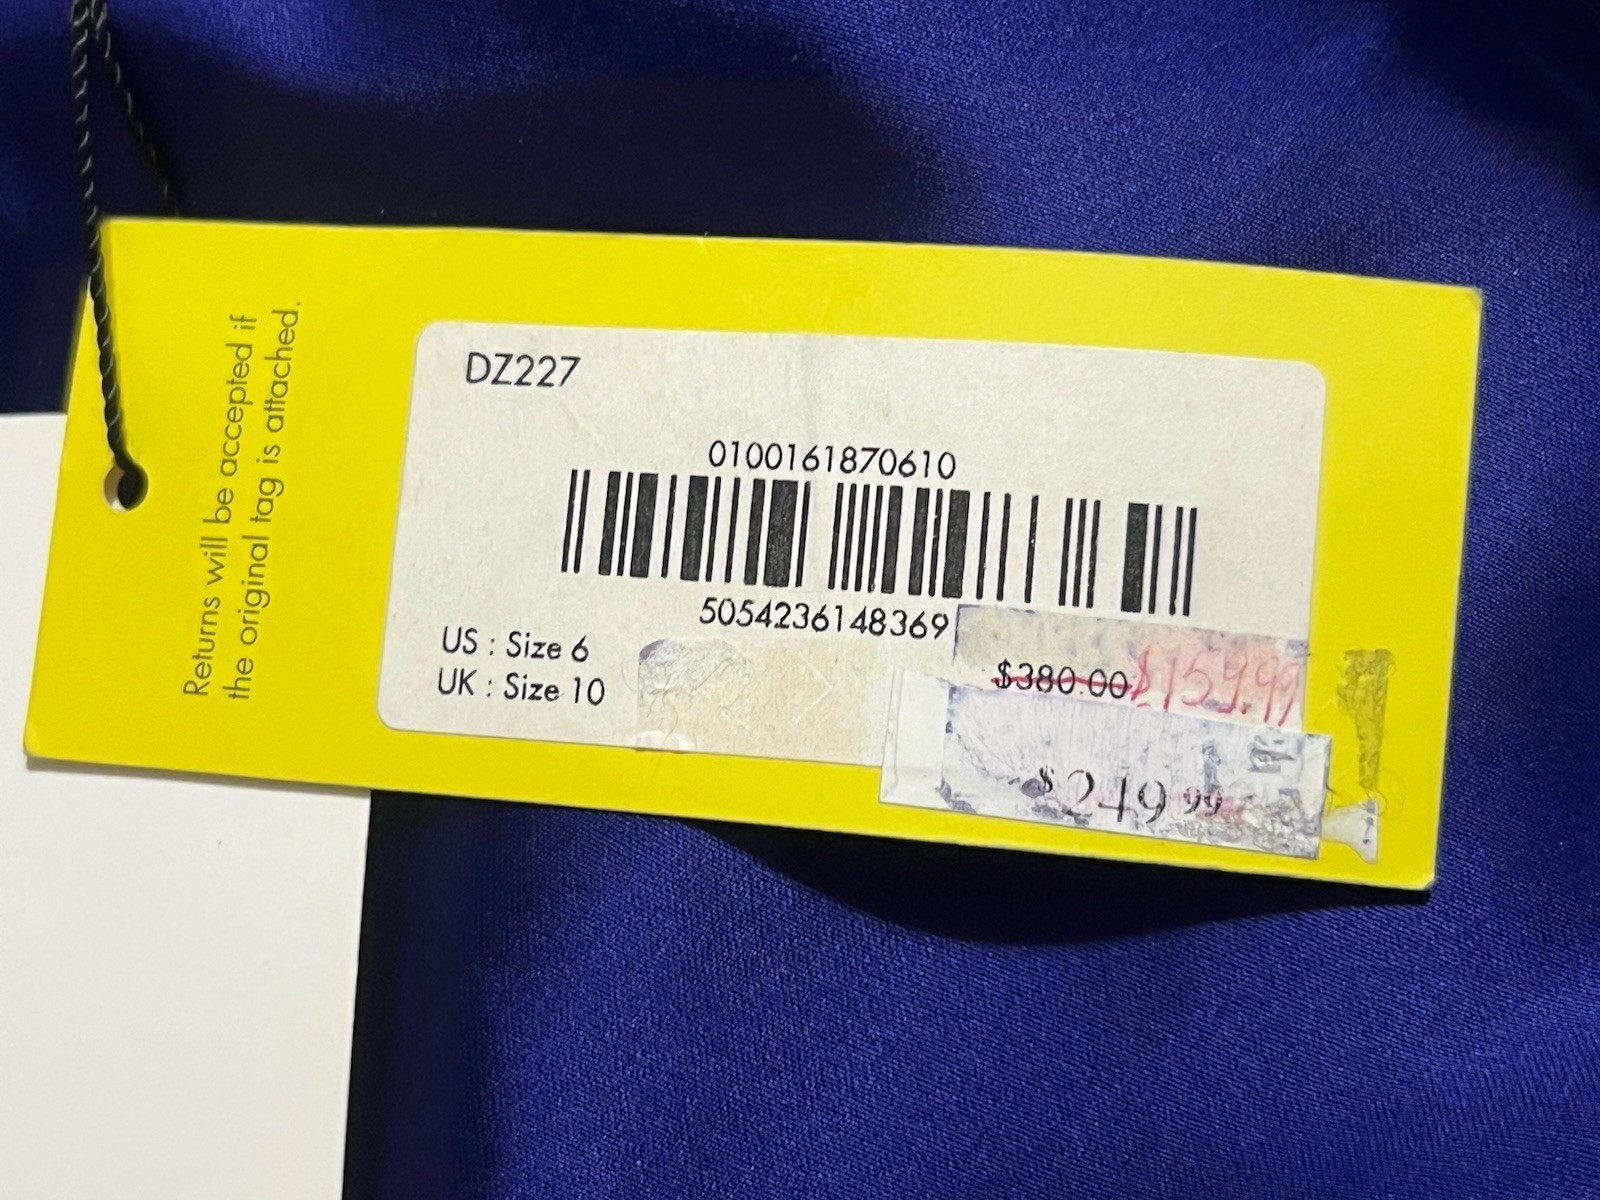 Returns will be accepted if
the original tag is attached.
DZ227
0100161870610
5054236148369
US : Size 6
UK : Size 10
$380.00 $159.99
$249.99